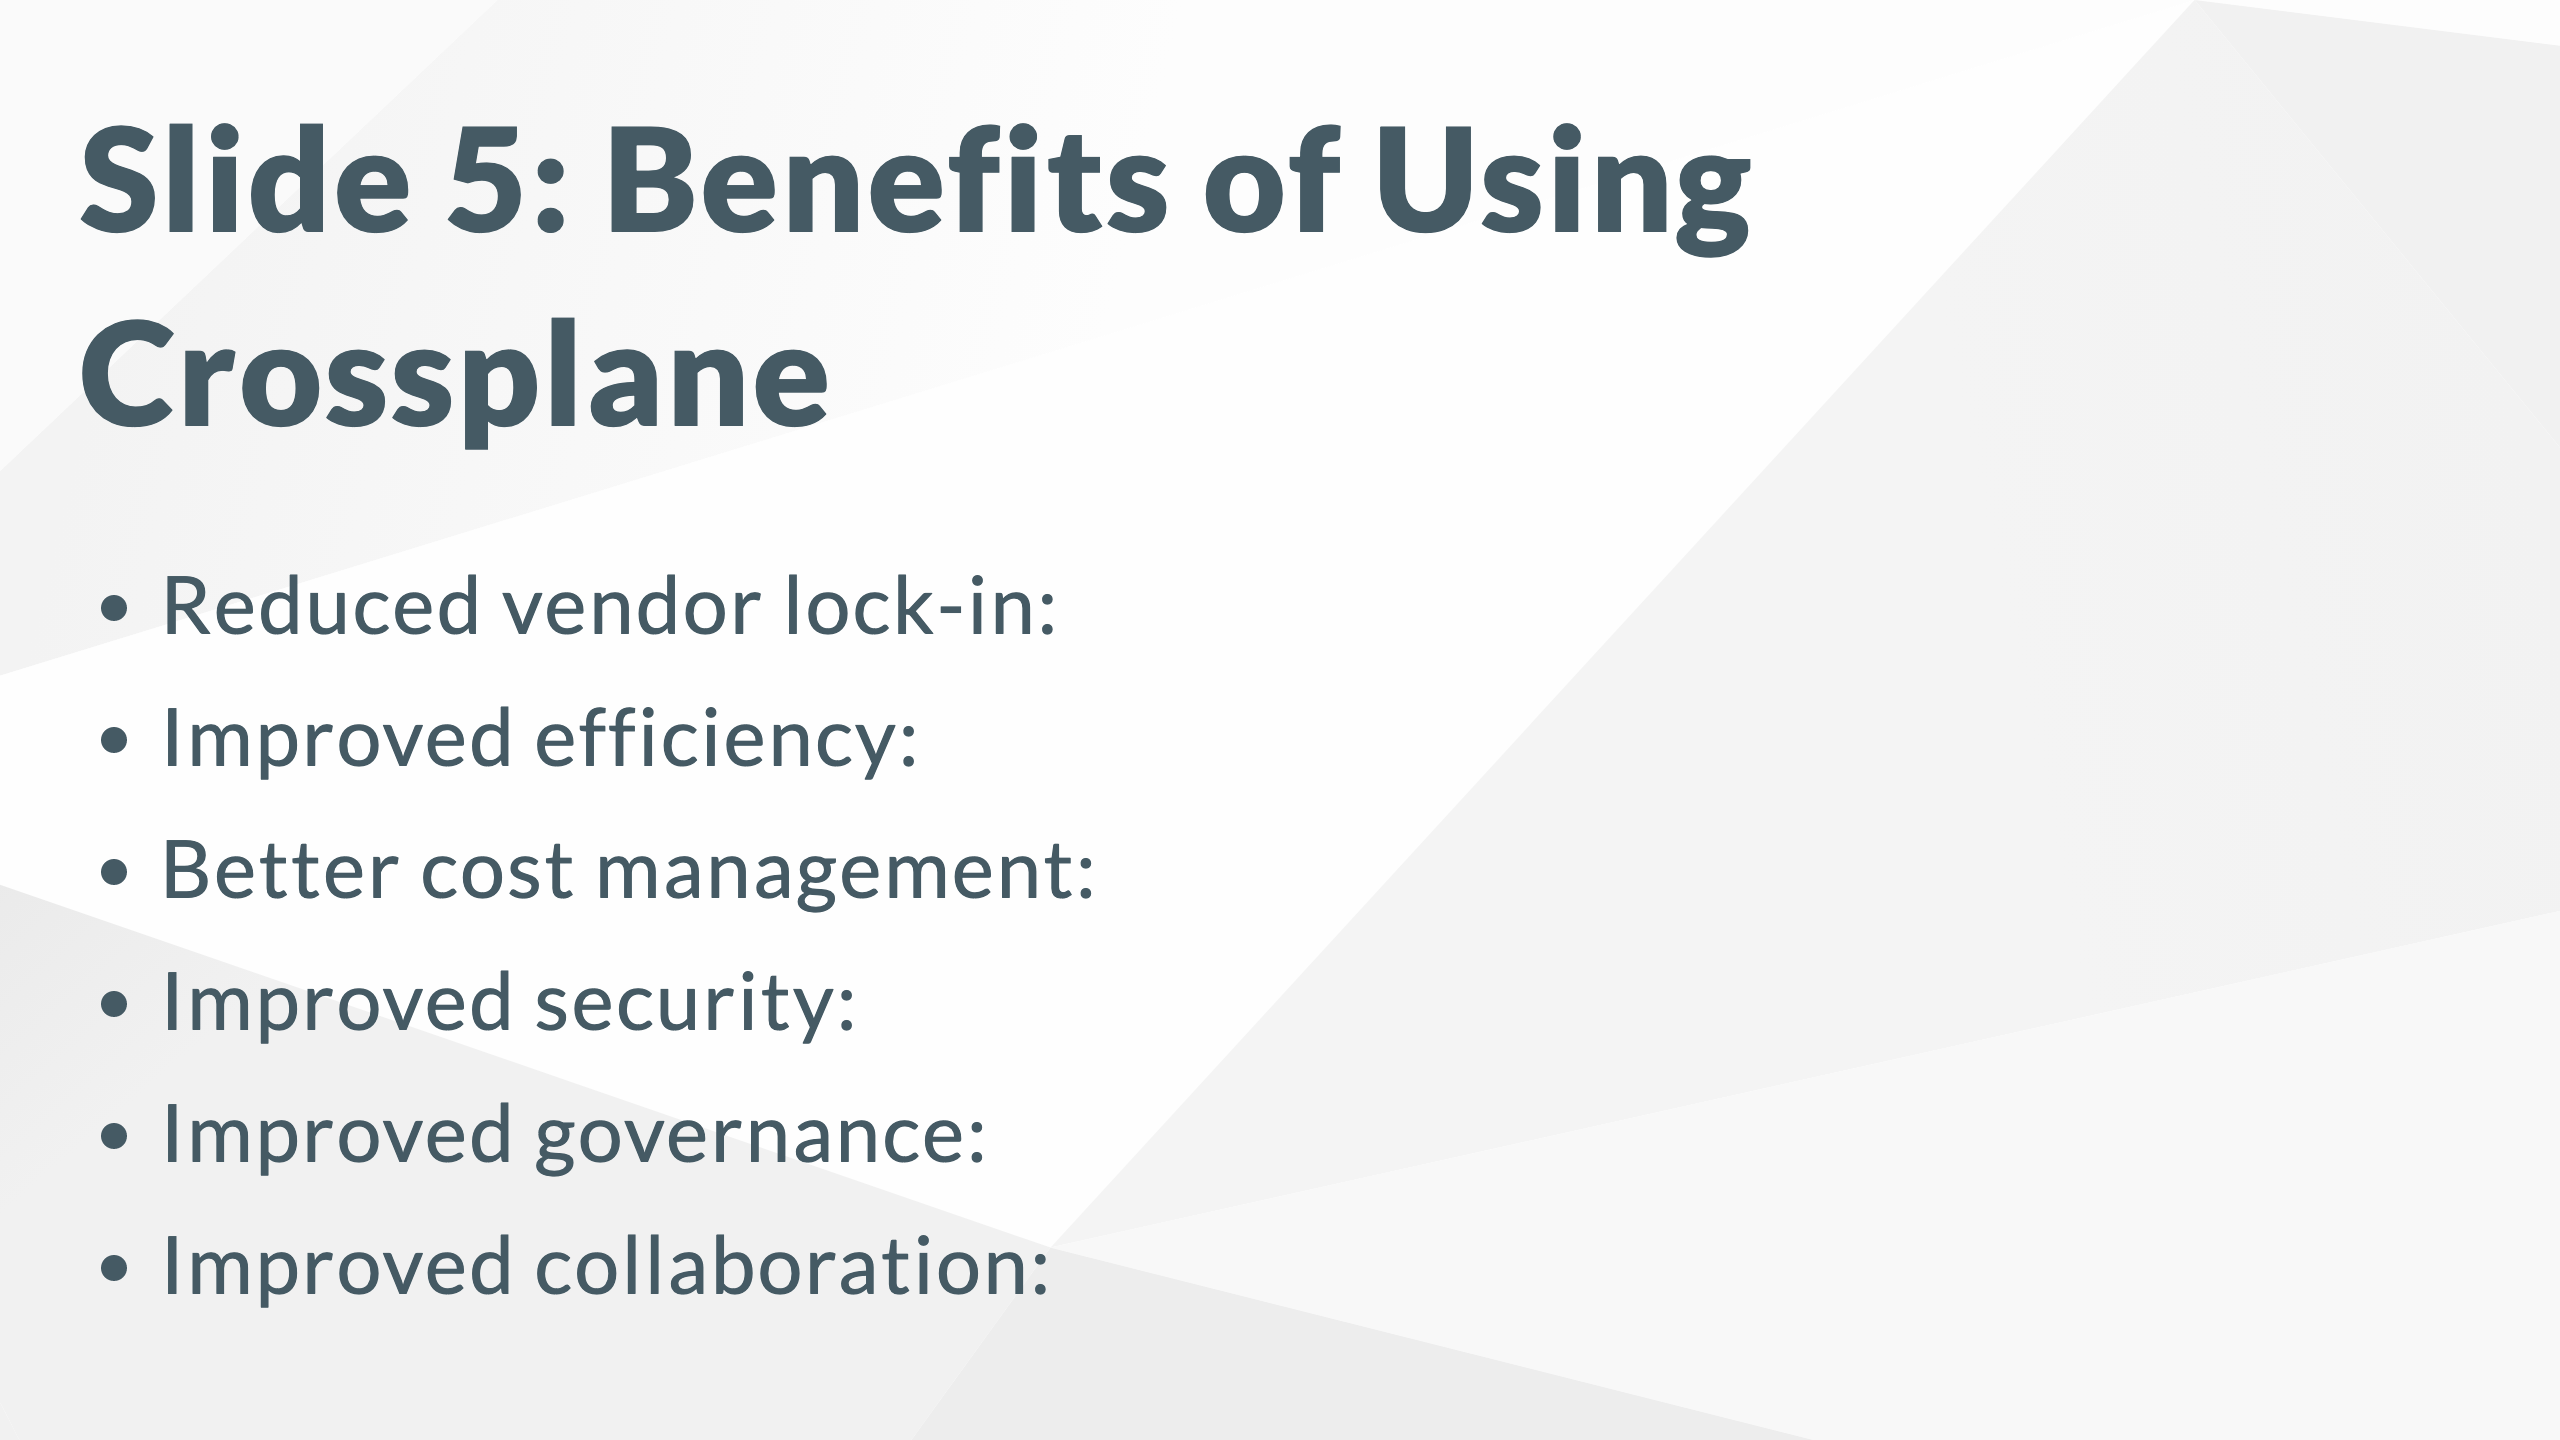 Slide 5: Benefits of Using
Crossplane
• Reduced vendor lock-in:
• Improved efficiency:
• Better cost management:
• Improved security:
• Improved governance:
• Improved collaboration: